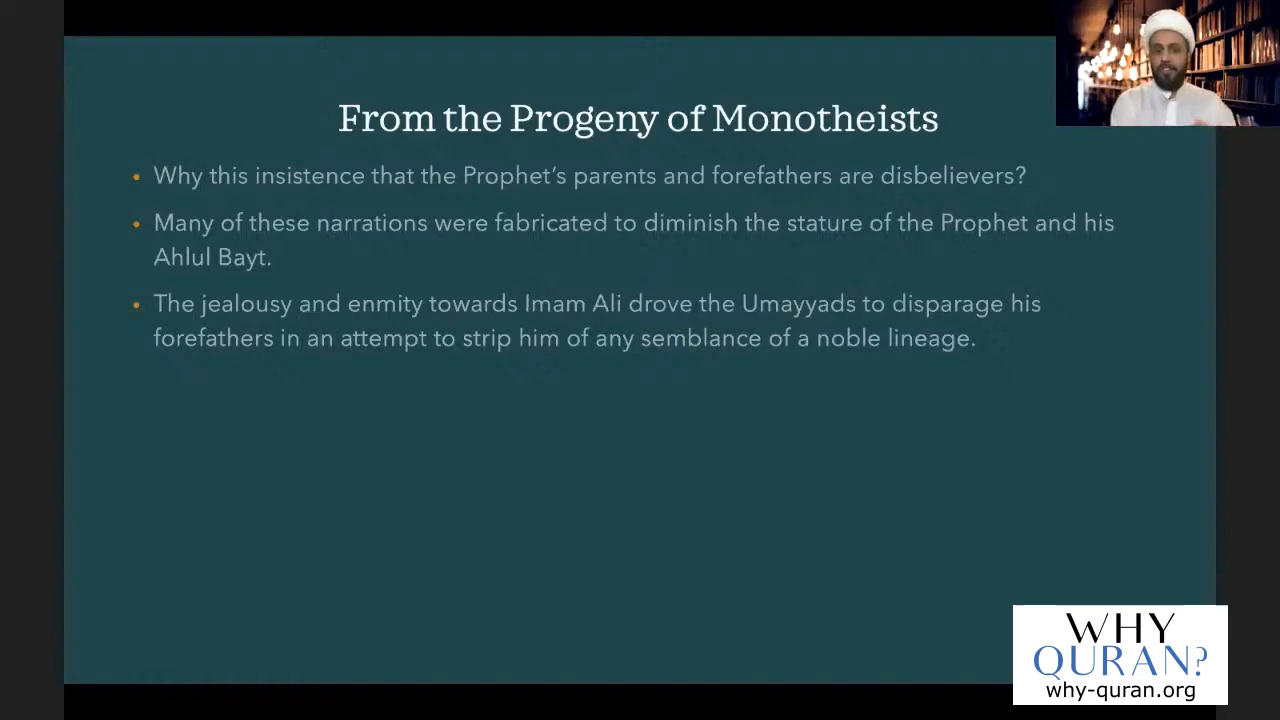 From the Progeny of Monotheists
• Why this insistence that the Prophet’s parents and forefathers are disbelievers?
• Many of these narrations were fabricated to diminish the stature of the Prophet and his
Ahlul Bayt.
• The jealousy and enmity towards Imam Ali drove the Umayyads to disparage his
forefathers in an attempt to strip him of any semblance of a noble lineage.
WHY
QURAN?
why-quran.org